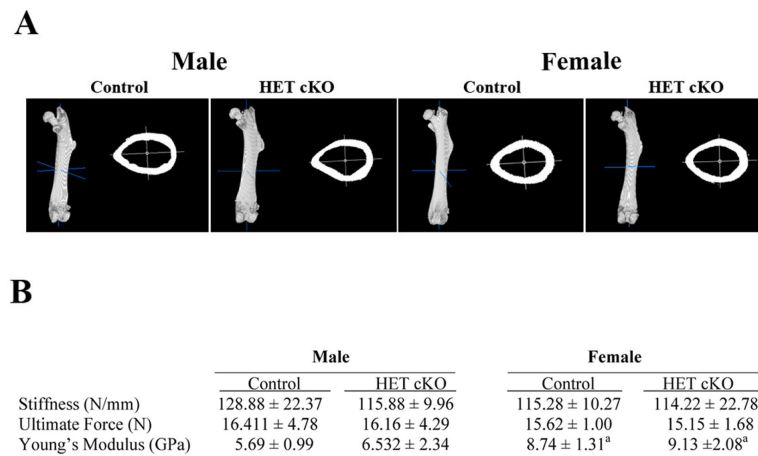 A
Male Female
Control HET cKO Control HET cKO
B
Male Female
Control HET cKO Control HET cKO
Stiffness (N/mm) 128.88 ± 22.37 115.88 ± 9.96 115.28 ± 10.27 114.22 ± 22.78
Ultimate Force (N) 16.411 ± 4.78 16.16 ± 4.29 15.62 ± 1.00 15.15 ± 1.68
Young's Modulus (GPa) 5.69 ± 0.99 6.532 ± 2.34 8.74 ± 1.31ᵃ 9.13 ±2.08ᵃ